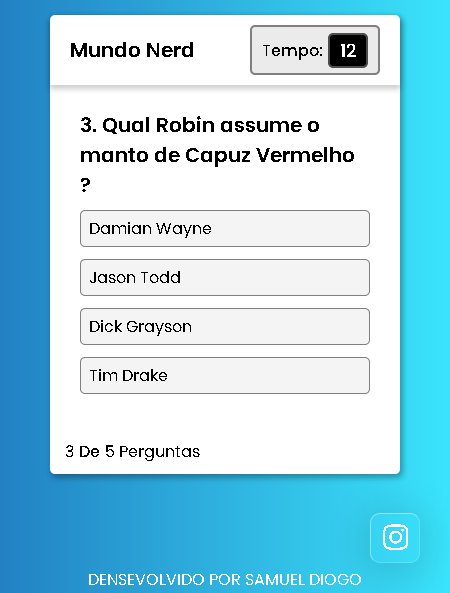 Mundo Nerd
Tempo: 12
3. Qual Robin assume o
manto de Capuz Vermelho
?
Damian Wayne
Jason Todd
Dick Grayson
Tim Drake
3 De 5 Perguntas
DENSEVOLVIDO POR SAMUEL DIOGO